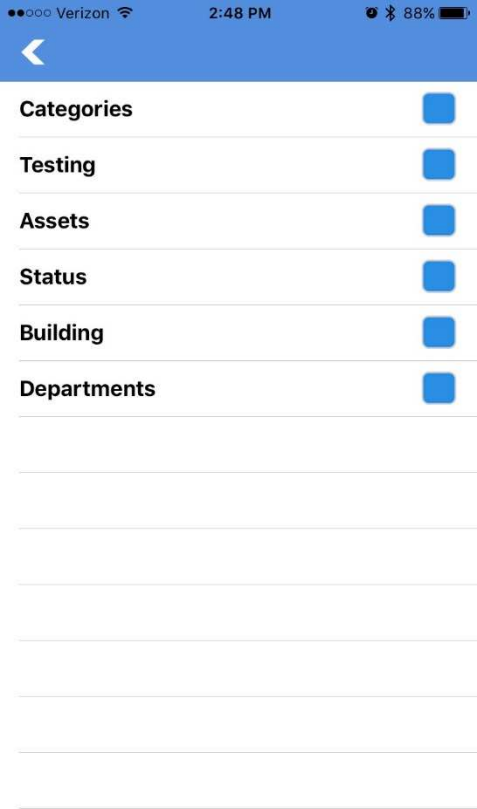 Verizon 2:48 PM 88%
Categories
Testing
Assets
Status
Building
Departments